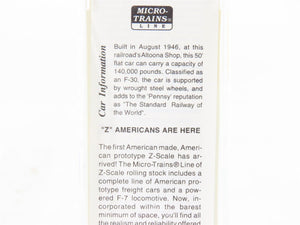 MICRO-
TRAINS®
LINE
Car Information
Built in August 1946, at this
railroad's Altoona Shop, this 50'
flat car can carry a capacity of
140,000 pounds. Classified as
an F-30, the car is supported
by wrought steel wheels, and
adds to the 'Pennsy' reputation
as "The Standard Railway of
the World".
"Z" AMERICANS ARE HERE
The first American made, Ameri-
can prototype Z-Scale has ar-
rived! The Micro-Trains® Line of
Z-Scale rolling stock includes a
complete line of American pro-
totype freight cars and a pow-
ered F-7 locomotive. Now, in-
corporated within the barest
minimum of space, you'll find all
the realism and reliability offered